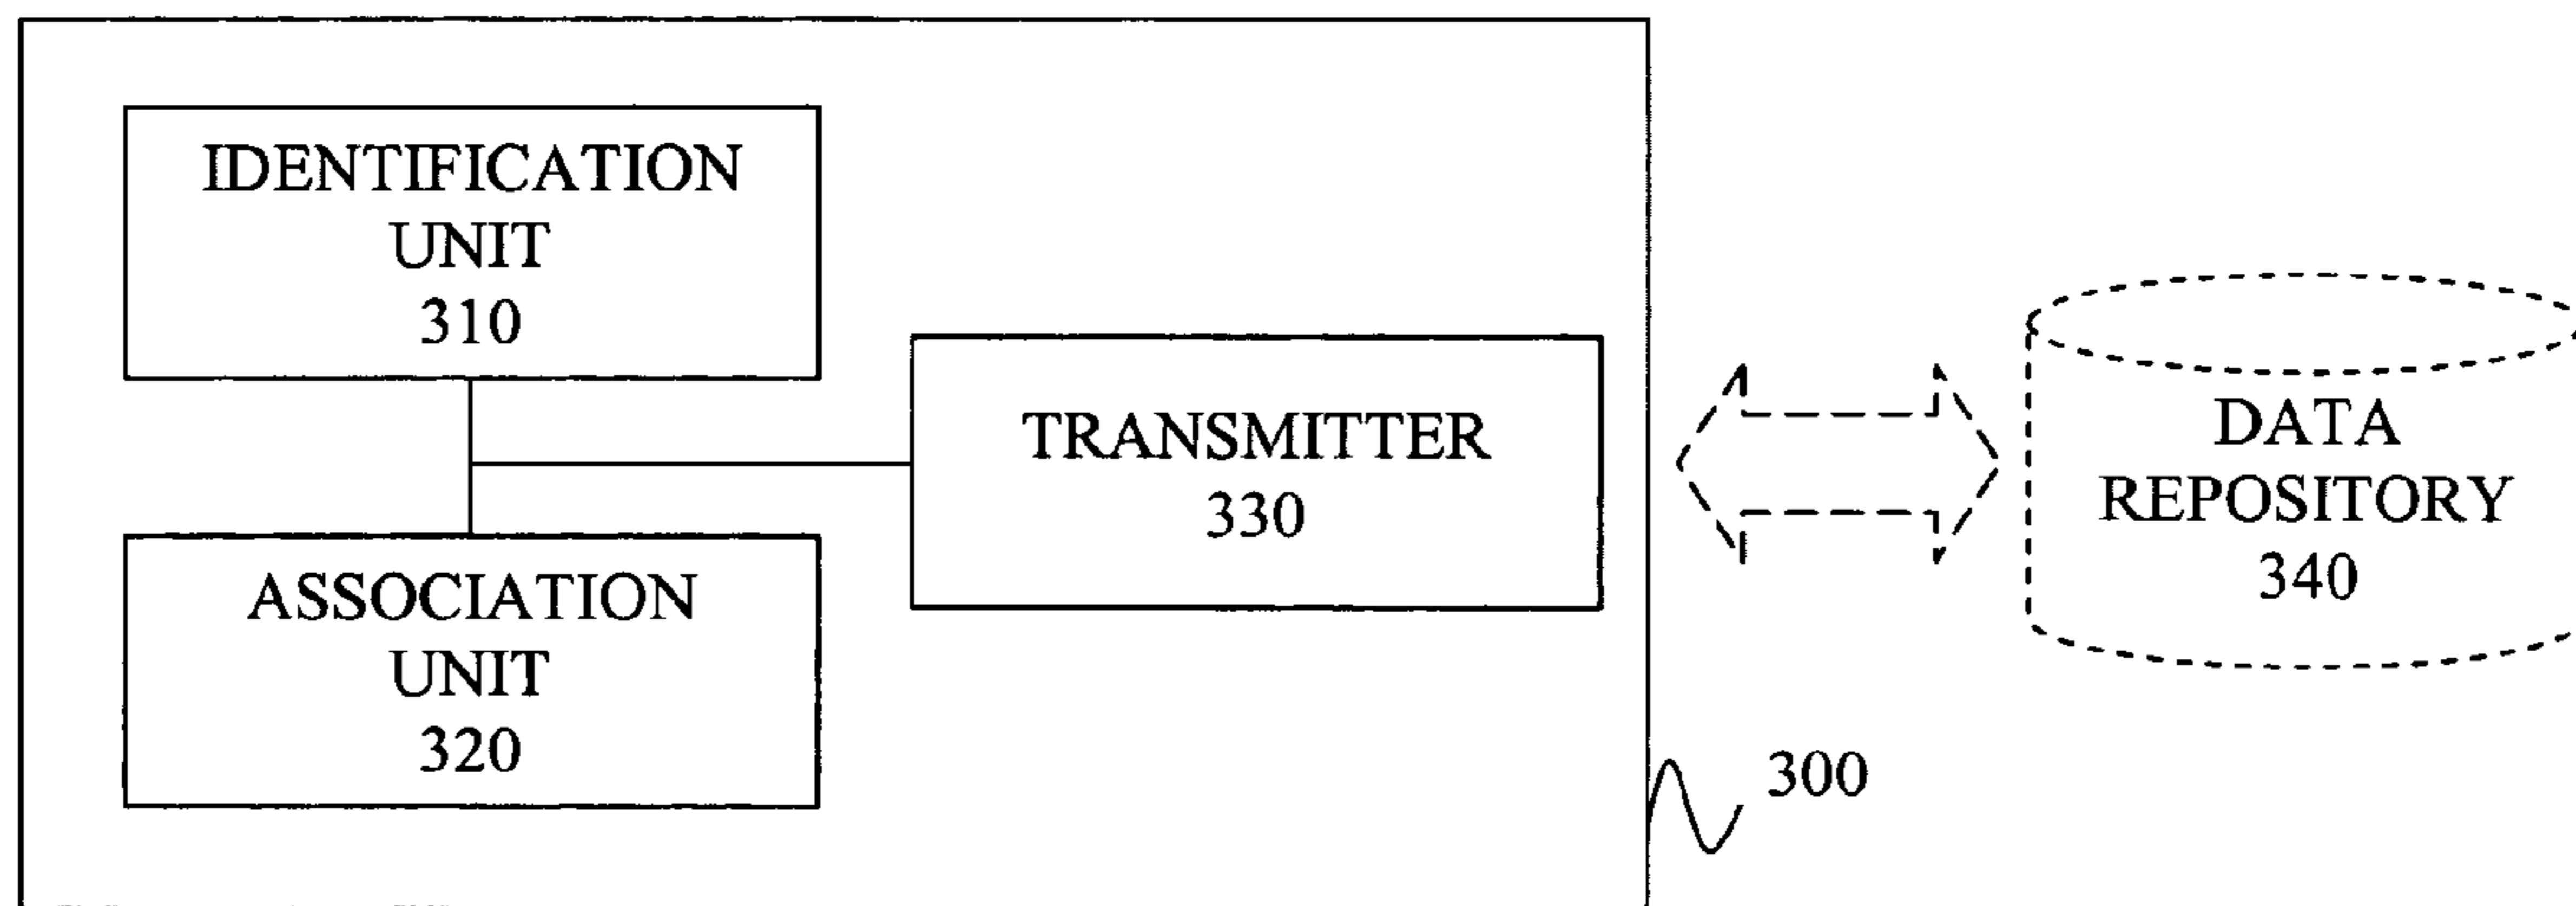 IDENTIFICATION
UNIT
310
TRANSMITTER
330
ASSOCIATION
UNIT
320
DATA
REPOSITORY
340
300